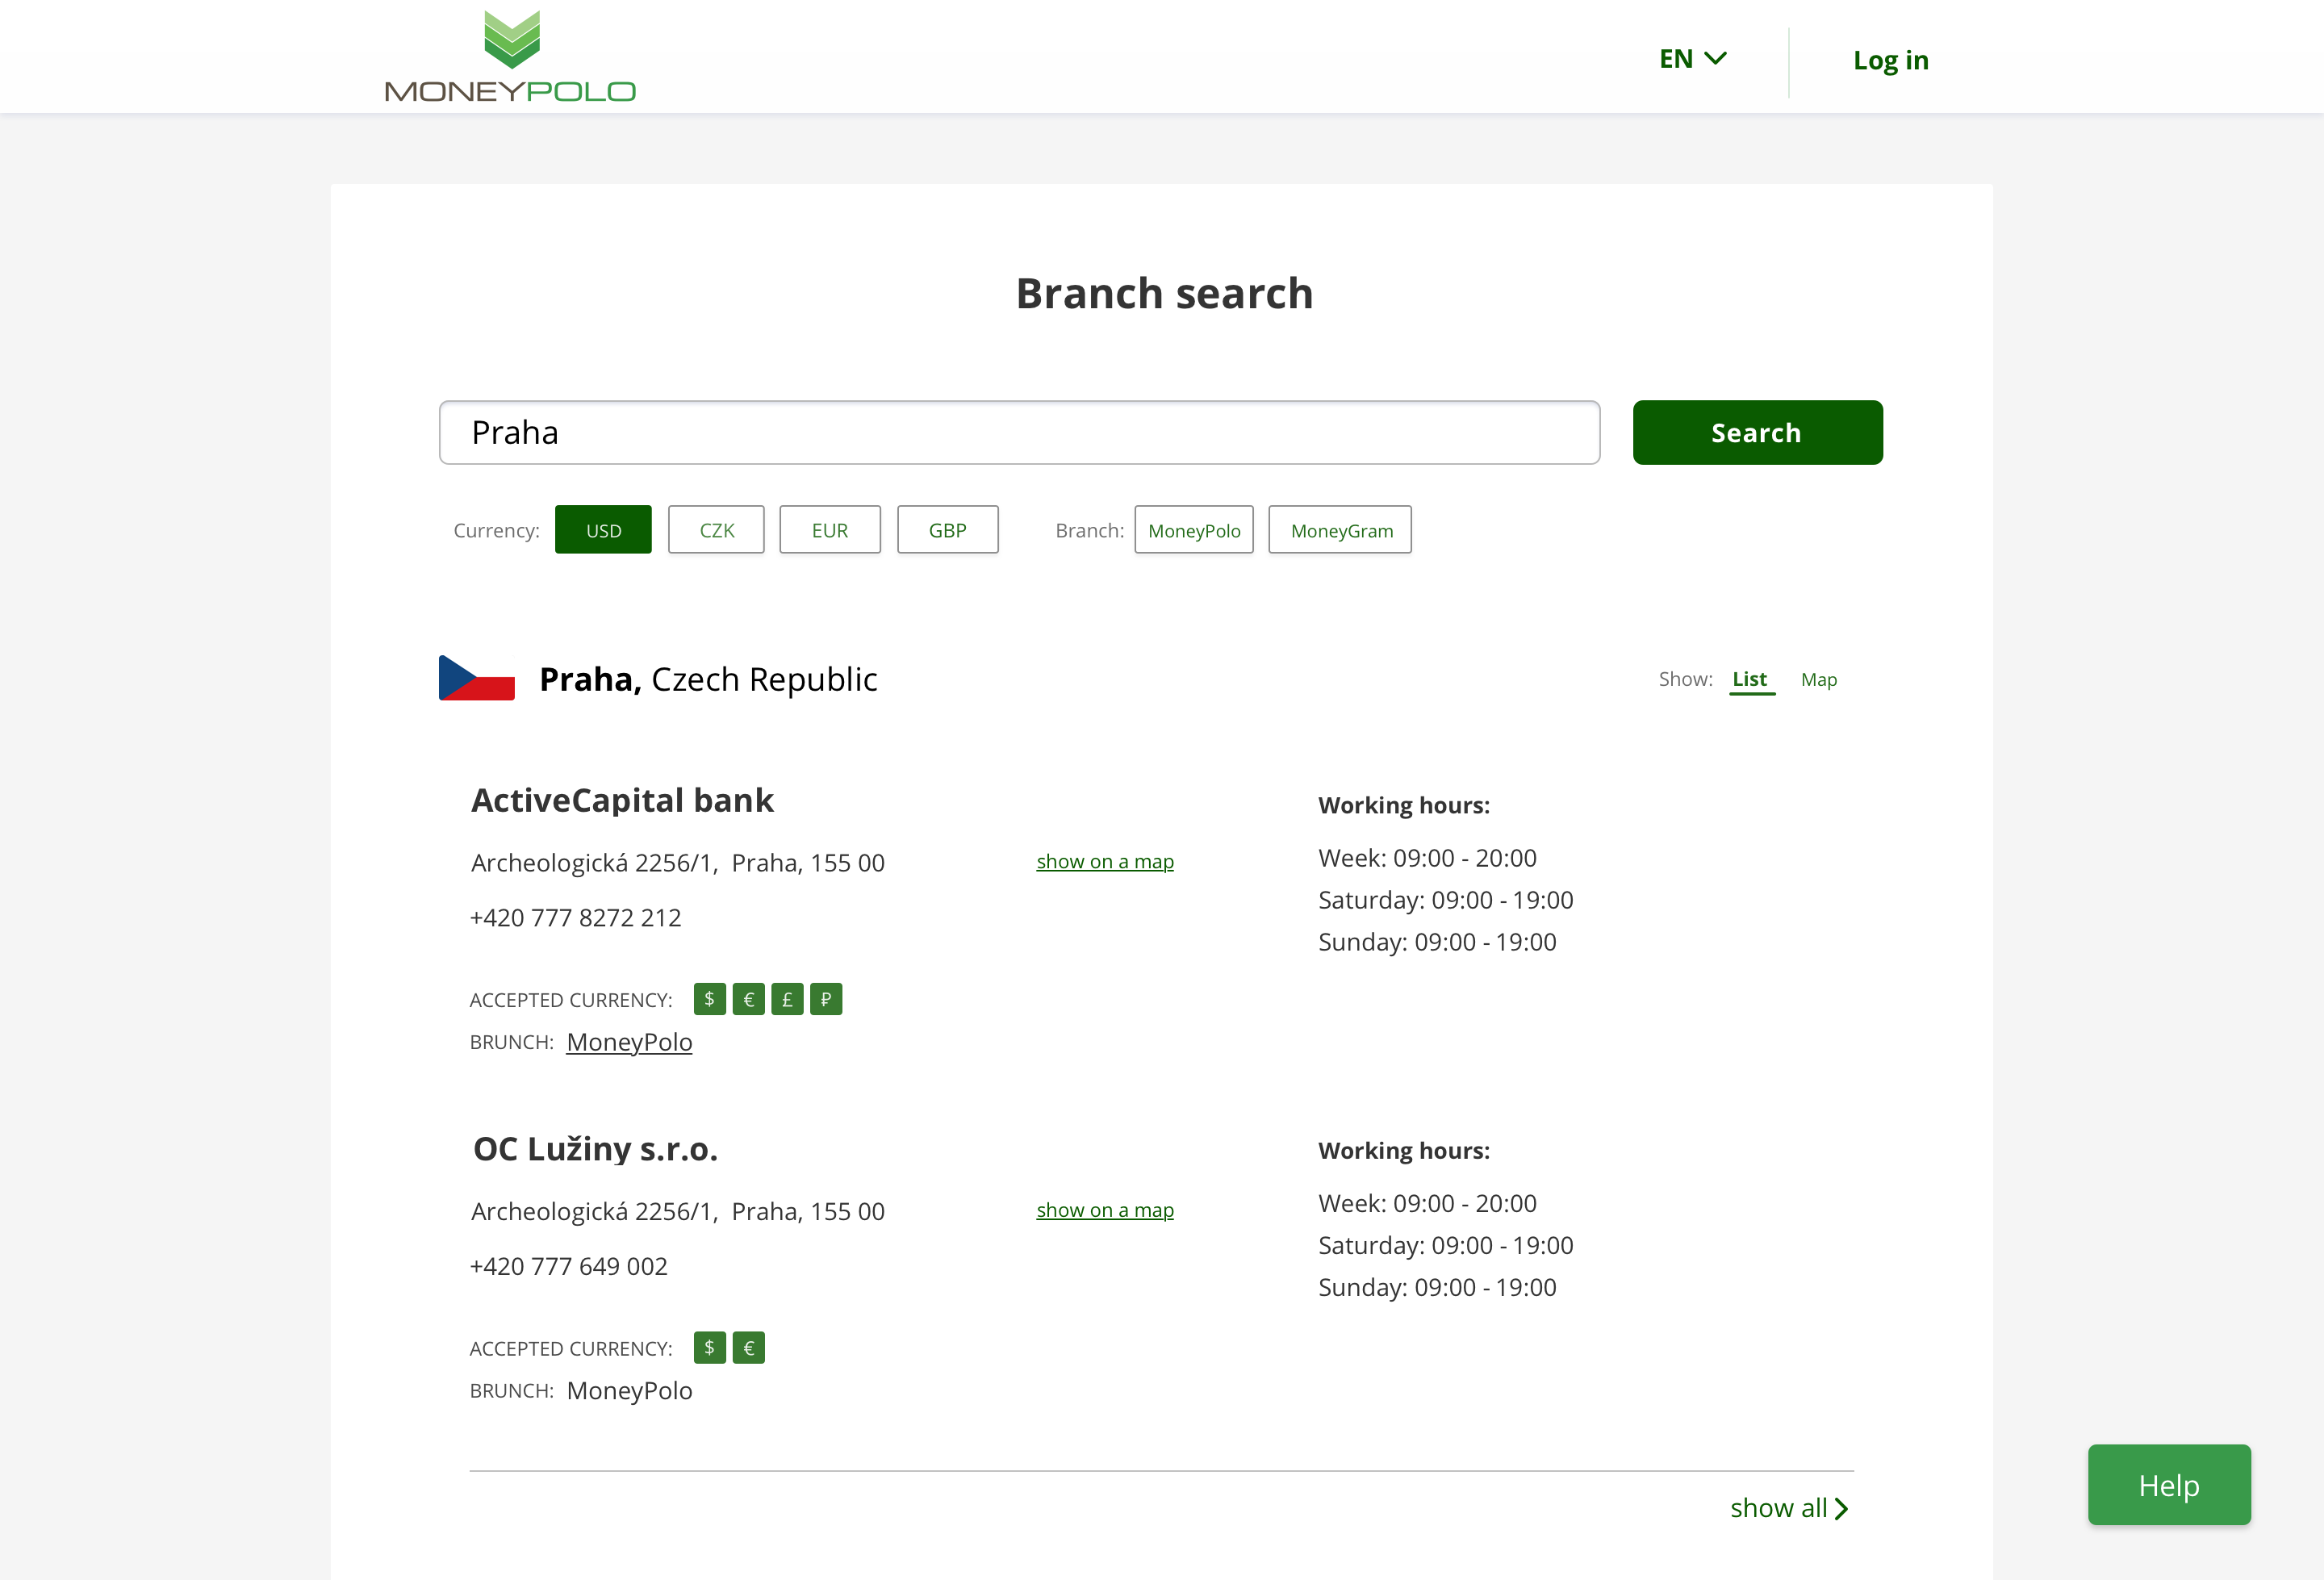 MONEYPOLO
EN
Log in
Branch search
Praha
Search
Currency: USD CZK EUR GBP Branch: MoneyPolo MoneyGram
Praha, Czech Republic
Show: List Map
ActiveCapital bank
Archeologická 2256/1, Praha, 155 00
show on a map
+420 777 8272 212
ACCEPTED CURRENCY: $ € £ ₽
BRUNCH: MoneyPolo
Working hours:
Week: 09:00 - 20:00
Saturday: 09:00 - 19:00
Sunday: 09:00 - 19:00
OC Lužiny s.r.o.
Archeologická 2256/1, Praha, 155 00
show on a map
+420 777 649 002
ACCEPTED CURRENCY: $ €
BRUNCH: MoneyPolo
Working hours:
Week: 09:00 - 20:00
Saturday: 09:00 - 19:00
Sunday: 09:00 - 19:00
show all
Help